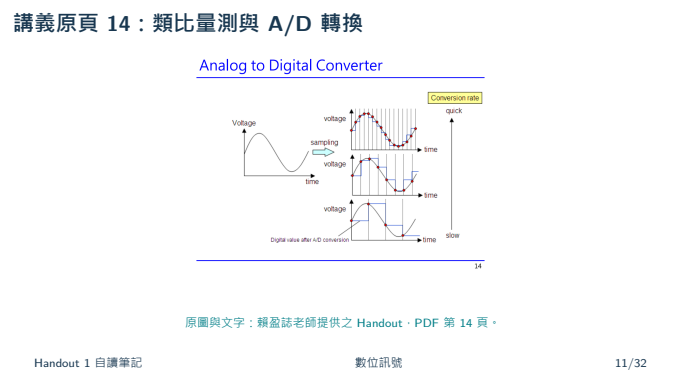 講義原頁 14：類比量測與 A/D 轉換
Analog to Digital Converter
Conversion rate
quick
voltage
time
Voltage
sampling
time
voltage
time
voltage
time
slow
Digital value after A/D conversion
14
原圖與文字：賴盈誌老師提供之 Handout，PDF 第 14 頁。
Handout 1 自讀筆記
數位訊號
11/32